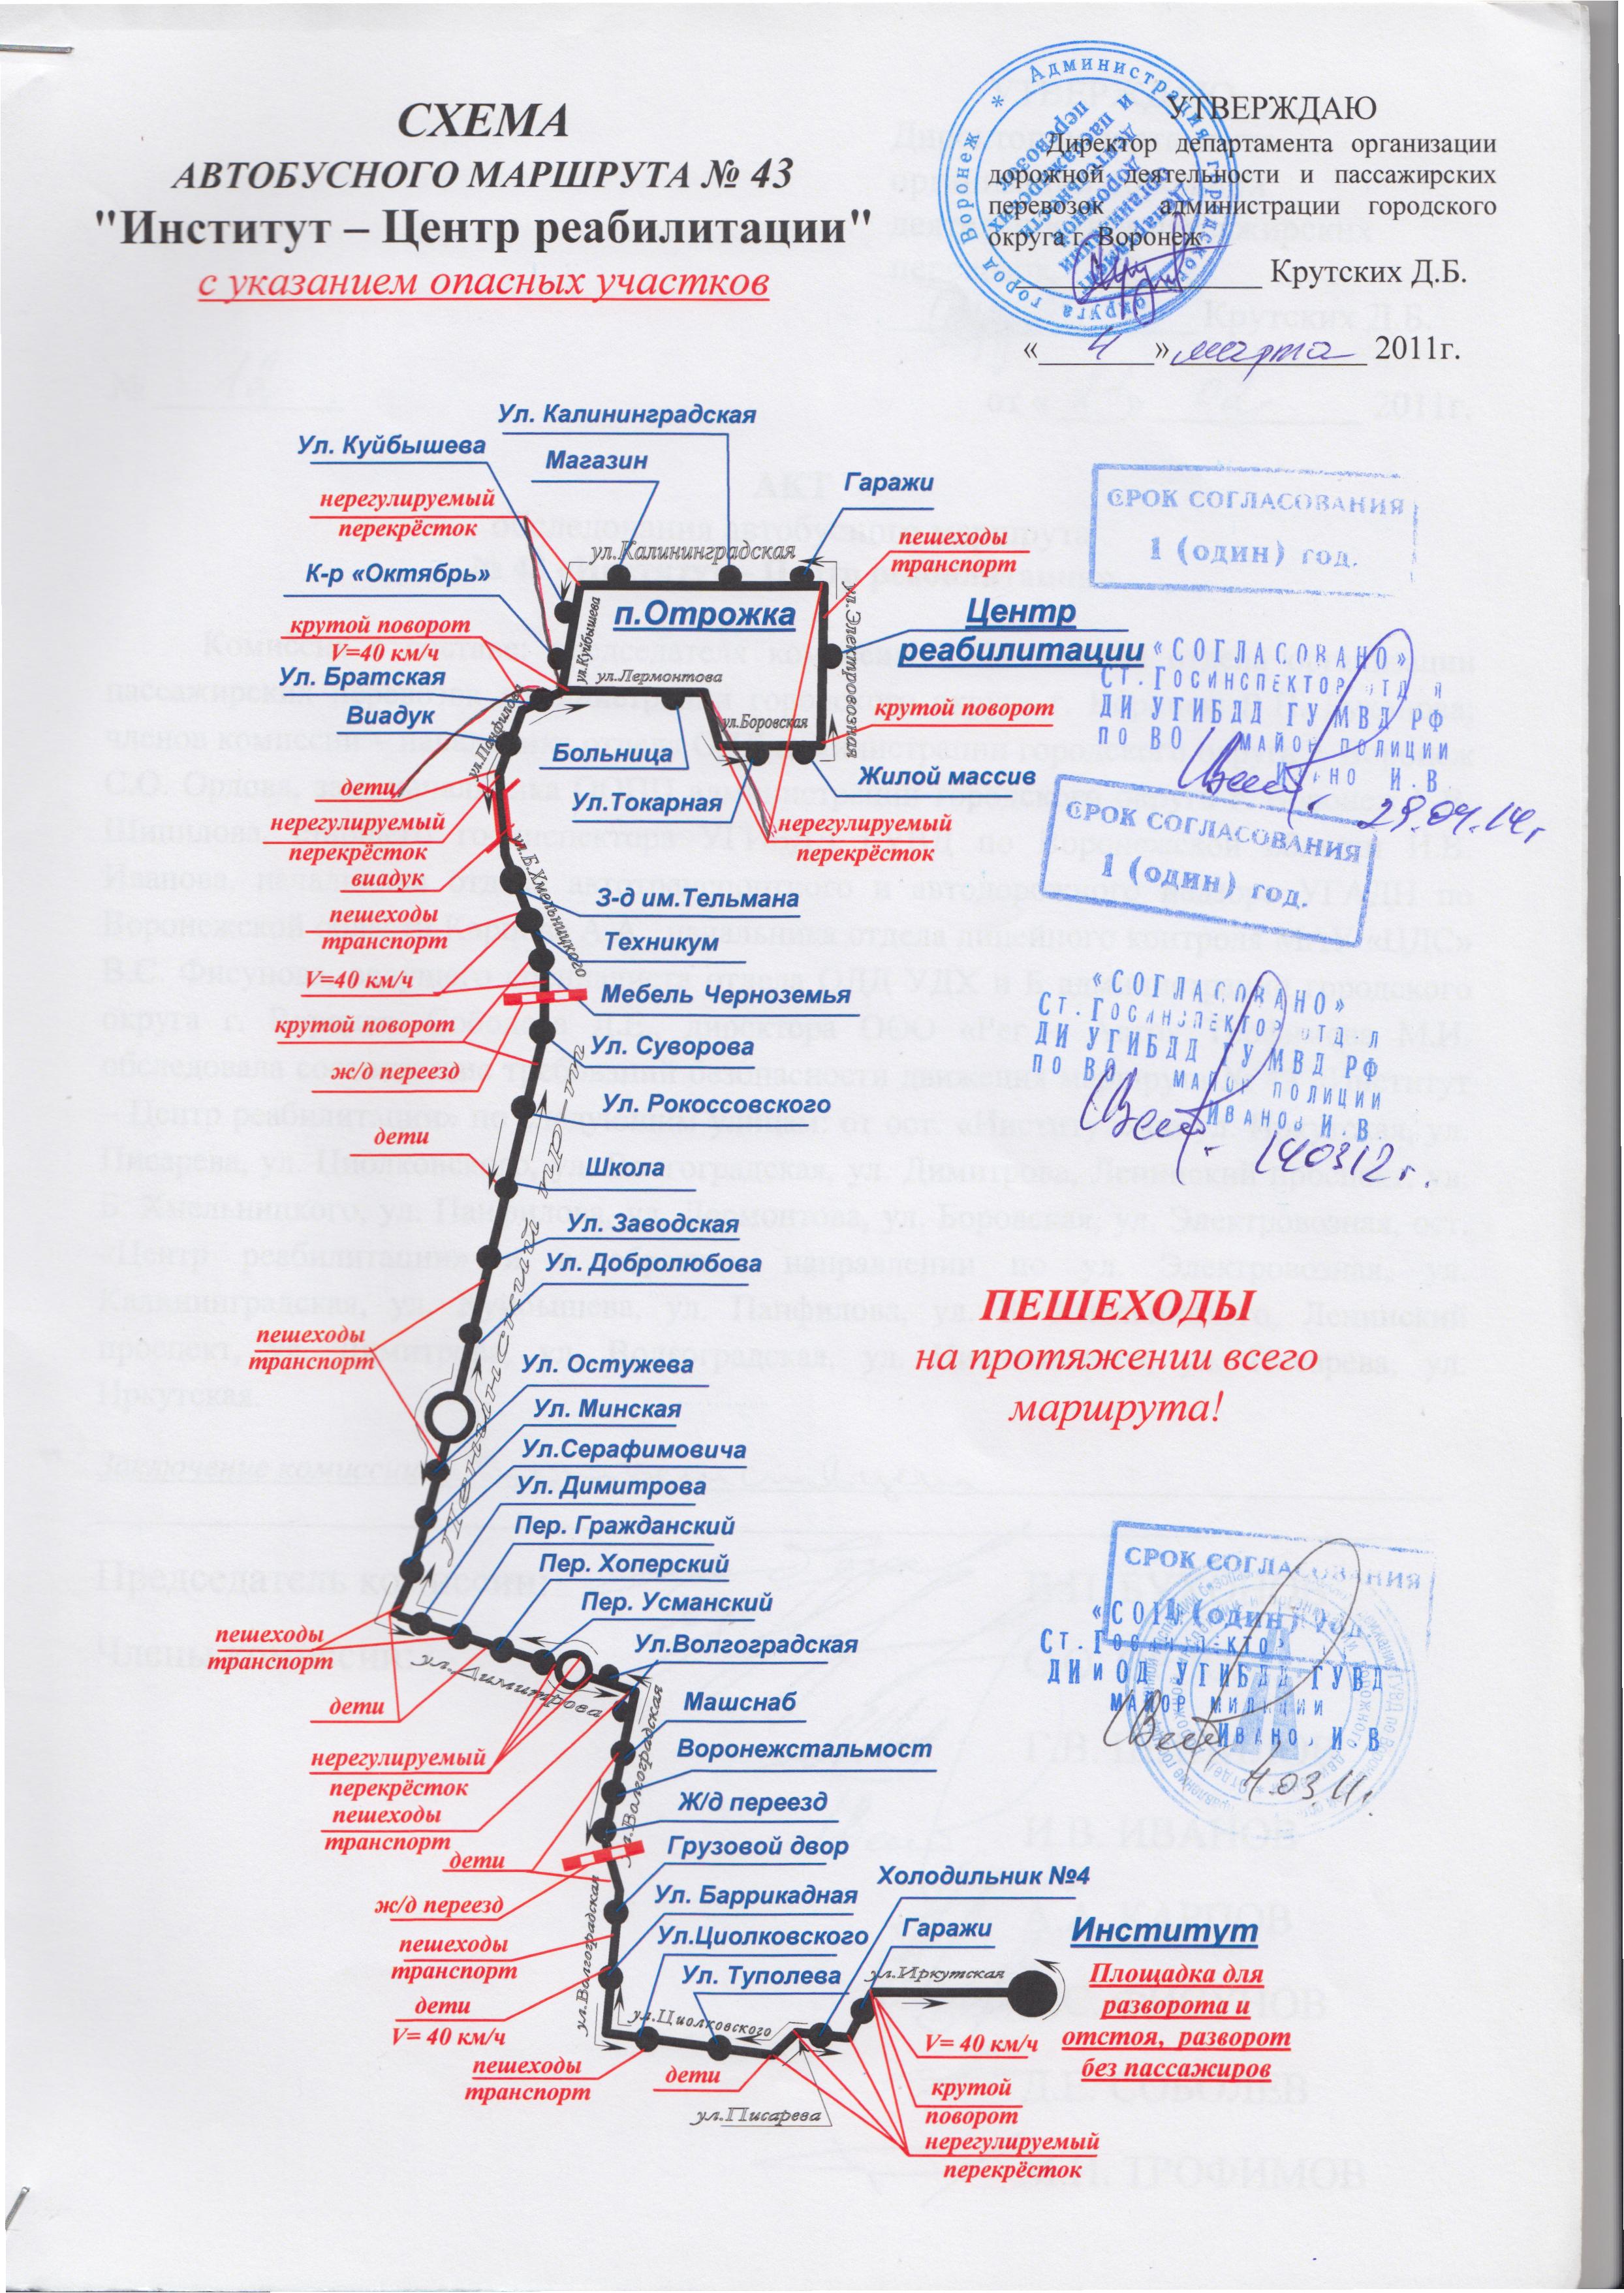 СХЕМА
АВТОБУСНОГО МАРШРУТА № 43
"Институт – Центр реабилитации"
с указанием опасных участков
УТВЕРЖДАЮ
Директор департамента организации
дорожной деятельности и пассажирских
перевозок администрации городского
округа г. Воронеж
Крутских Д.Б.
«4» марта 2011г.
Ул. Калининградская
Ул. Куйбышева
Магазин
Гаражи
нерегулируемый
перекрёсток
ул.Калининградская
пешеходы
транспорт
К-р «Октябрь»
ул.Куйбышева
п.Отрожка
ул.Электровозная
Центр
реабилитации
крутой поворот
V=40 км/ч
ул.Лермонтова
Ул. Братская
Виадук
ул.Панфилова
ул.Боровская
крутой поворот
Больница
Жилой массив
дети
Ул.Токарная
нерегулируемый
перекрёсток
нерегулируемый
перекрёсток
виадук
ул.Б.Хмельницкого
З-д им.Тельмана
пешеходы
транспорт
Техникум
V=40 км/ч
Мебель Черноземья
крутой поворот
Ул. Суворова
ж/д переезд
Ул. Рокоссовского
дети
Школа
Ленинский пр-т
Ул. Заводская
Ул. Добролюбова
пешеходы
транспорт
Ул. Остужева
Ул. Минская
Ул.Серафимовича
Ул. Димитрова
Пер. Гражданский
Пер. Хоперский
Пер. Усманский
Ул.Волгоградская
пешеходы
транспорт
ул.Димитрова
дети
Машснаб
нерегулируемый
перекрёсток
Воронежстальмост
ул.Волгоградская
пешеходы
транспорт
Ж/д переезд
дети
Грузовой двор
ж/д переезд
Холодильник №4
Ул. Баррикадная
Гаражи
Институт
пешеходы
транспорт
ул.Волгоградская
Ул.Циолковского
Ул. Туполева
ул.Иркутская
дети
V= 40 км/ч
ул.Циолковского
Площадка для
разворота и
отстоя, разворот
без пассажиров
V= 40 км/ч
пешеходы
транспорт
дети
крутой
поворот
ул.Писарева
нерегулируемый
перекрёсток
ПЕШЕХОДЫ
на протяжении всего
маршрута!
СРОК СОГЛАСОВАНИЯ
1 (один) год.
«СОГЛАСОВАНО»
Ст.Госинспектор отд
ДИ УГИБДД ГУ МВД РФ
по ВО майор полиции
И.В
29.04.14г
СРОК СОГЛАСОВАНИЯ
1 (один) год.
«СОГЛАСОВАНО»
Ст.Госинспектор отд
ДИ УГИБДД ГУ МВД РФ
по ВО майор полиции
Иванов И.В.
140312г.
СРОК СОГЛАСОВАНИЯ
(один) год
Ст.Госинспектор
ДИ и ОД УГИБДД ГУВД
майор милиции
И В
4.03.11г.